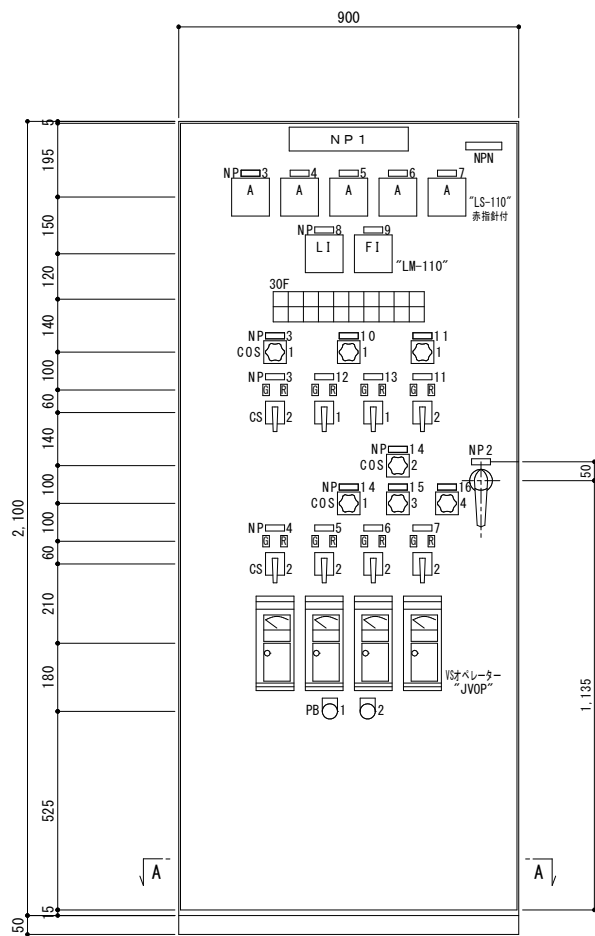 900
5
195
150
120
140
100
60
140
100
100
60
210
180
525
15
2,100
50
NP1
NPN
NP 3 4 5 6 7
A A A A A
"LS-110"
赤指針付
NP 8 9
LI FI
"LM-110"
30F
NP 3 10 11
COS 1 1 1
NP 3 12 13 11
G R G R G R G R
CS 2 1 1 2
NP 14
COS 2
NP2
50
NP 14 15 16
COS 1 3 4
NP 4 5 6 7
G R G R G R G R
CS 2 2 2 2
VSオペレーター
"JVOP"
PB 1 2
1,135
A A